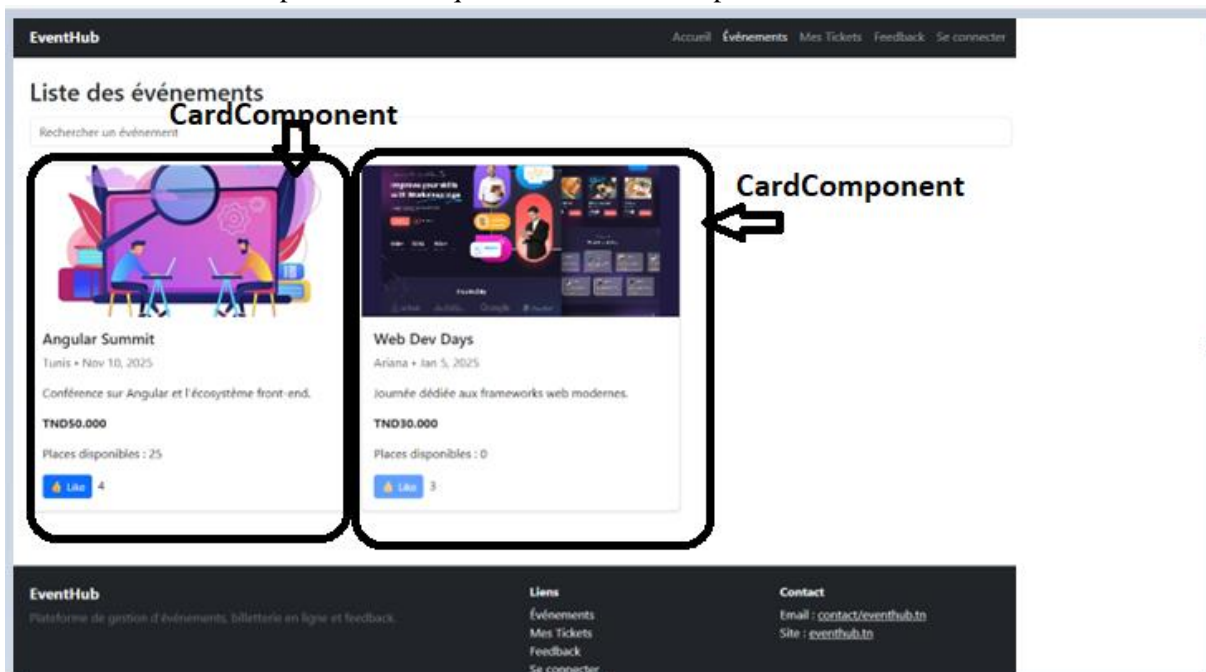 EventHub
Accueil Événements Mes Tickets Feedback Se connecter
Liste des événements
CardComponent
Rechercher un événement
CardComponent
Improve your skills
Angular Summit
Tunis • Nov 10, 2025
Conférence sur Angular et l'écosystème front-end.
TND50.000
Places disponibles : 25
Like 4
Web Dev Days
Ariana • Jan 5, 2025
Journée dédiée aux frameworks web modernes.
TND30.000
Places disponibles : 0
Like 3
EventHub
Plateforme de gestion d'événements, billetterie en ligne et feedback.
Liens
Événements
Mes Tickets
Feedback
Se connecter
Contact
Email : contact/eventhub.tn
Site : eventhub.tn